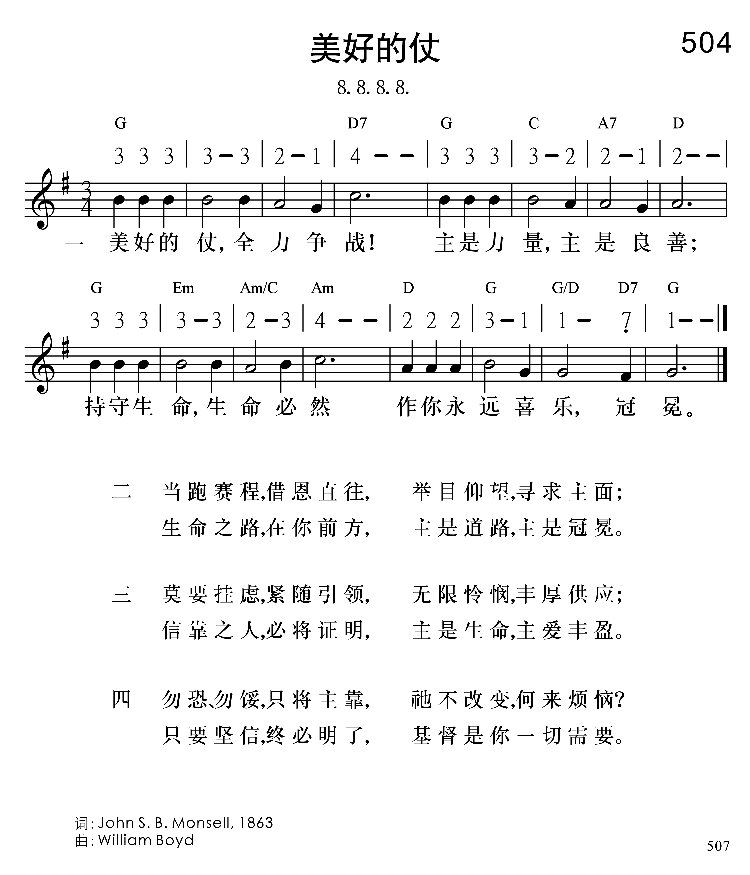 美好的仗 504
8. 8. 8. 8.
G D7 G C A7 D
3 3 3 | 3 – 3 | 2 – 1 | 4 – – | 3 3 3 | 3 – 2 | 2 – 1 | 2 – – |
3/4
一 美好的仗,全力争战! 主是力量,主是良善;
G Em Am/C Am D G G/D D7 G
3 3 3 | 3 – 3 | 2 – 3 | 4 – – | 2 2 2 | 3 – 1 | 1 – 7̣ | 1 – – ||
持守生命,生命必然 作你永远喜乐,冠冕。
二 当跑赛程,借恩直往, 举目仰望,寻求主面;
生命之路,在你前方, 主是道路,主是冠冕。
三 莫要挂虑,紧随引领, 无限怜悯,丰厚供应;
信靠之人,必将证明, 主是生命,主爱丰盈。
四 勿恐、勿馁,只将主靠, 祂不改变,何来烦恼?
只要坚信,终必明了, 基督是你一切需要。
词: John S. B. Monsell, 1863
曲: William Boyd
507